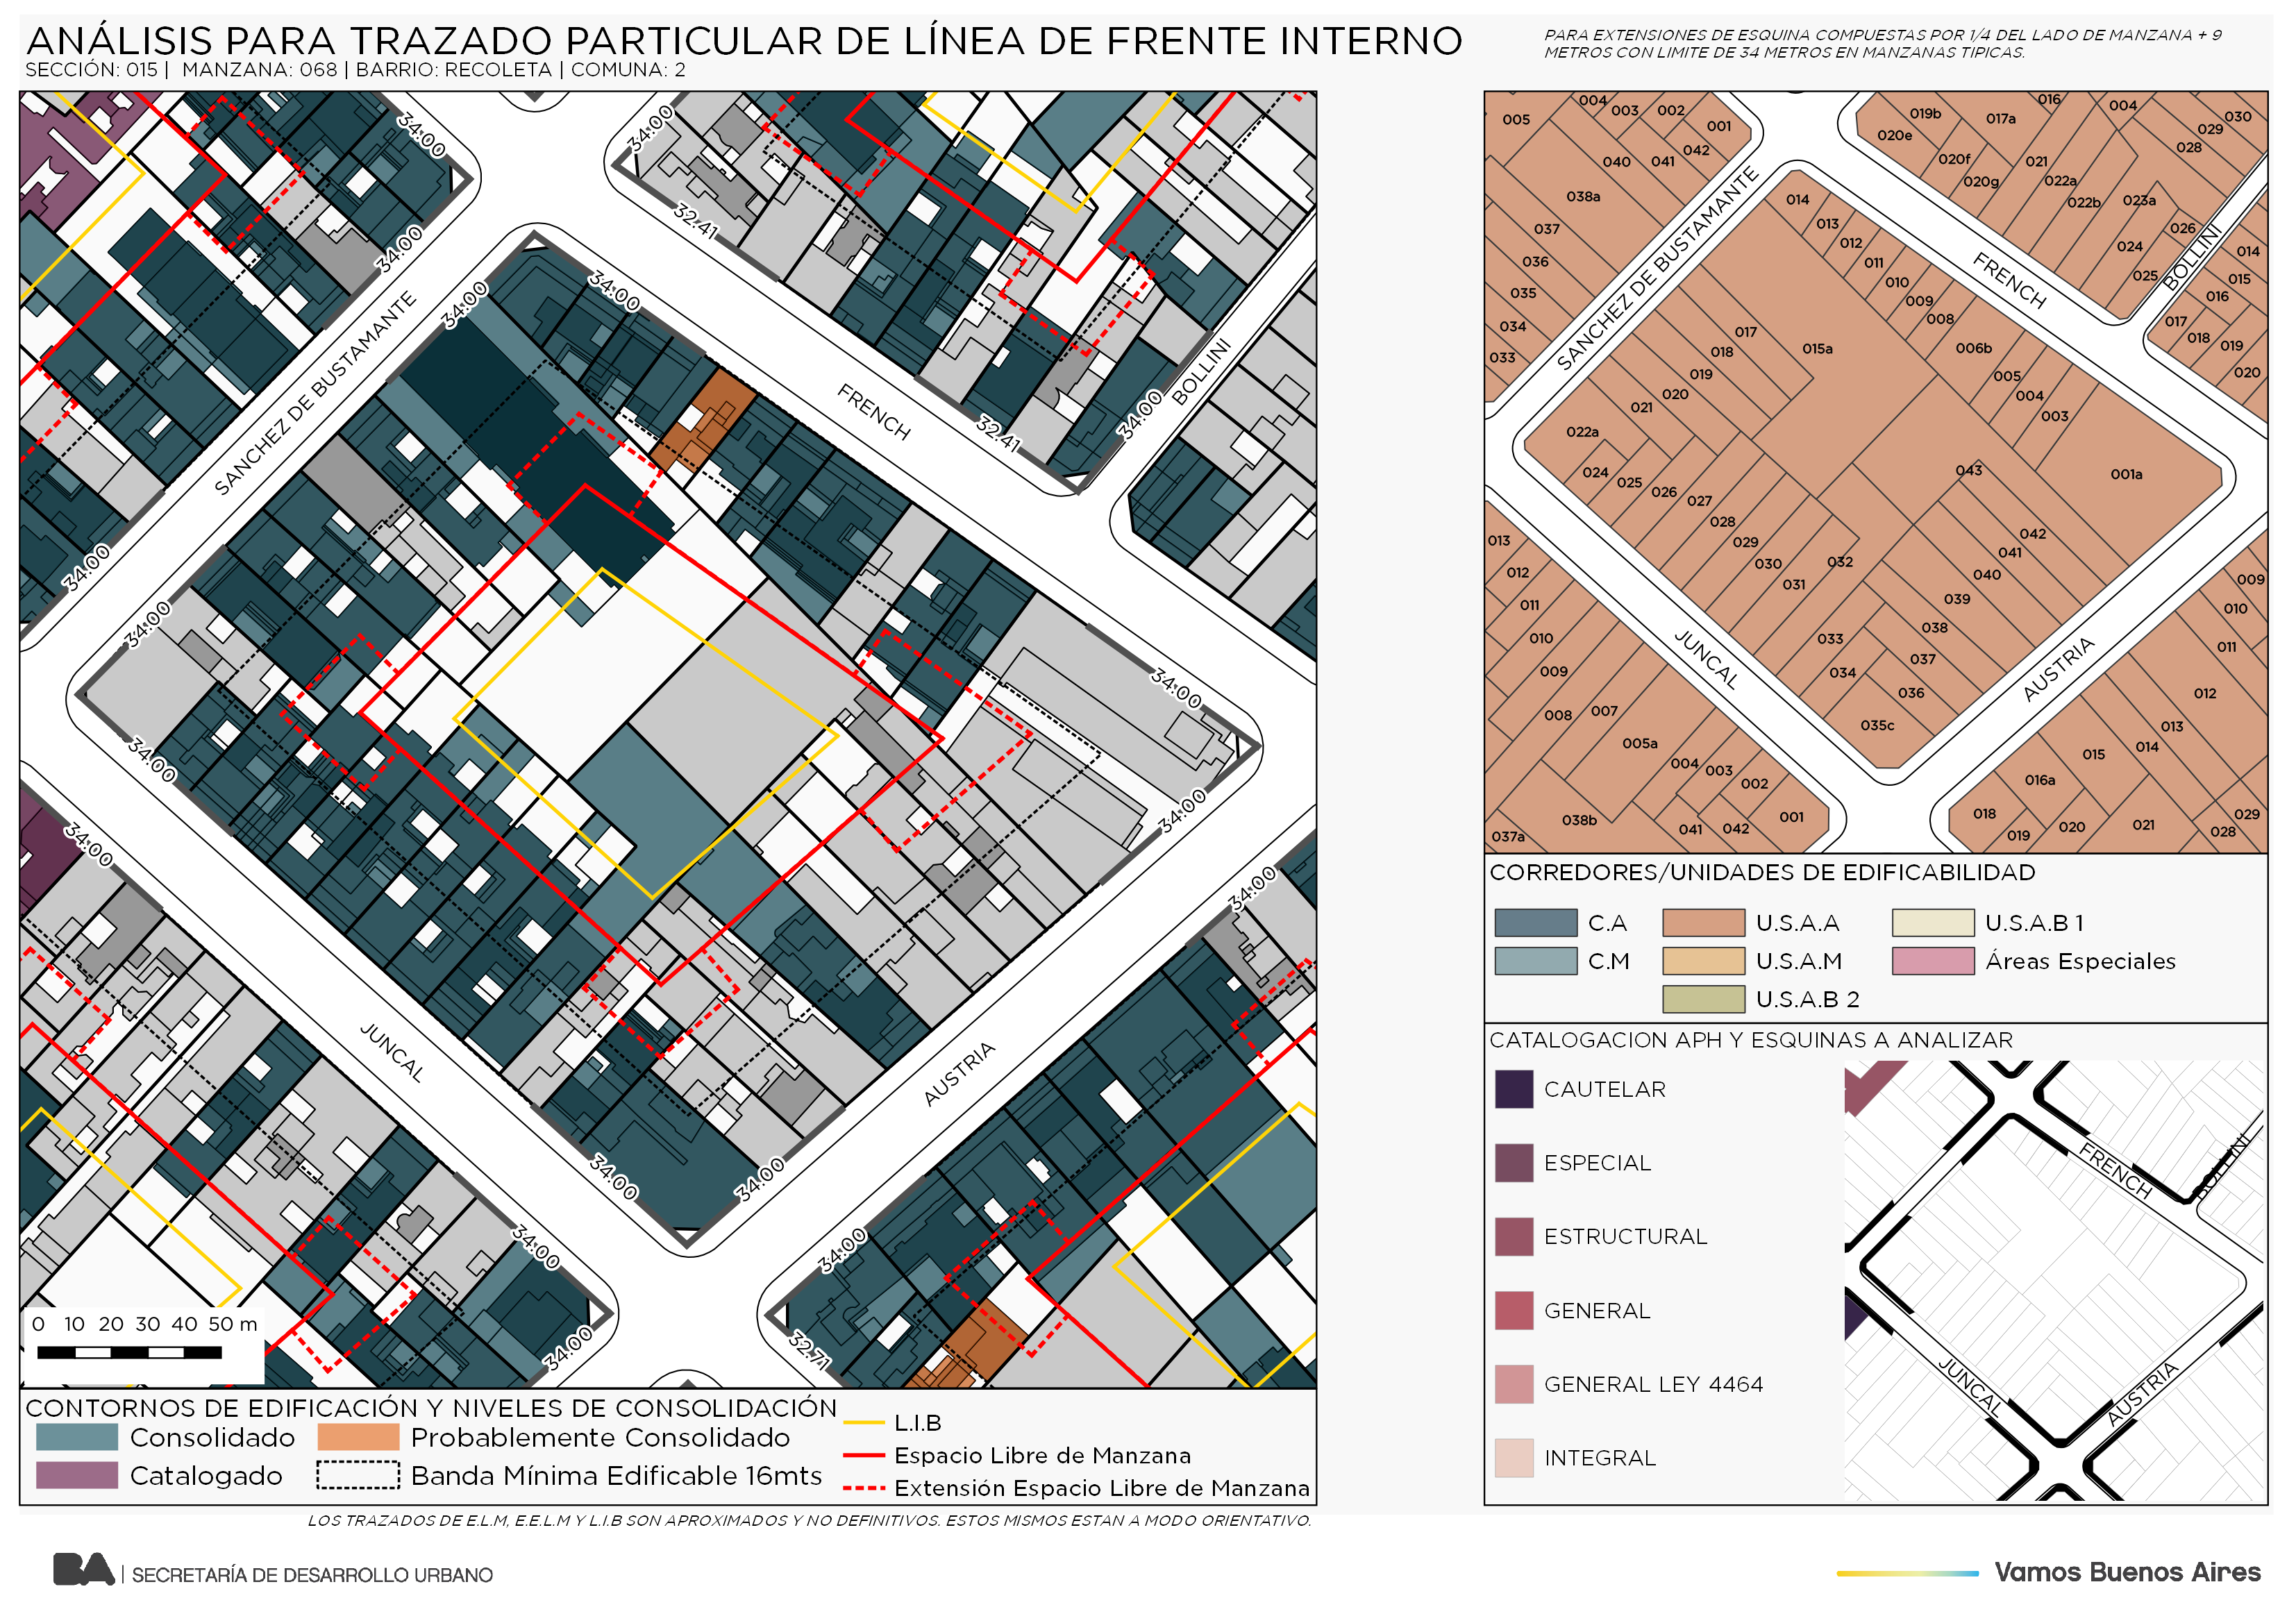 ANÁLISIS PARA TRAZADO PARTICULAR DE LÍNEA DE FRENTE INTERNO
SECCIÓN: 015 | MANZANA: 068 | BARRIO: RECOLETA | COMUNA: 2
PARA EXTENSIONES DE ESQUINA COMPUESTAS POR 1/4 DEL LADO DE MANZANA + 9
METROS CON LIMITE DE 34 METROS EN MANZANAS TIPICAS.
34.00
34.00
32.41
34.00
34.00
34.00
SANCHEZ DE BUSTAMANTE
FRENCH
BOLLINI
32.41
34.00
34.00
34.00
34.00
34.00
34.00
34.00
34.00
JUNCAL
AUSTRIA
34.00
34.00
34.00
34.00
34.00
32.71
34.00
0 10 20 30 40 50 m
CONTORNOS DE EDIFICACIÓN Y NIVELES DE CONSOLIDACIÓN
Consolidado
Probablemente Consolidado
Catalogado
Banda Mínima Edificable 16mts
L.I.B
Espacio Libre de Manzana
Extensión Espacio Libre de Manzana
LOS TRAZADOS DE E.L.M, E.E.L.M Y L.I.B SON APROXIMADOS Y NO DEFINITIVOS. ESTOS MISMOS ESTAN A MODO ORIENTATIVO.
005
004
003
002
001
042
041
040
038a
037
036
035
034
033
019b
020e
017a
016
004
030
029
028
020f
020g
021
022a
022b
023a
026
024
025
014
015
016
017
018
019
020
SANCHEZ DE BUSTAMANTE
FRENCH
BOLLINI
014
013
012
011
010
009
008
006b
005
004
003
001a
015a
017
018
019
020
021
022a
024
025
026
027
028
029
030
031
032
043
042
041
040
039
038
037
036
035c
033
034
JUNCAL
AUSTRIA
013
012
011
010
009
008
007
005a
004
003
002
001
042
041
038b
037a
009
010
011
012
013
014
015
016a
018
019
020
021
028
029
CORREDORES/UNIDADES DE EDIFICABILIDAD
C.A
U.S.A.A
U.S.A.B 1
C.M
U.S.A.M
Áreas Especiales
U.S.A.B 2
CATALOGACION APH Y ESQUINAS A ANALIZAR
CAUTELAR
ESPECIAL
ESTRUCTURAL
GENERAL
GENERAL LEY 4464
INTEGRAL
FRENCH
BOLLINI
JUNCAL
AUSTRIA
BA | SECRETARÍA DE DESARROLLO URBANO
Vamos Buenos Aires